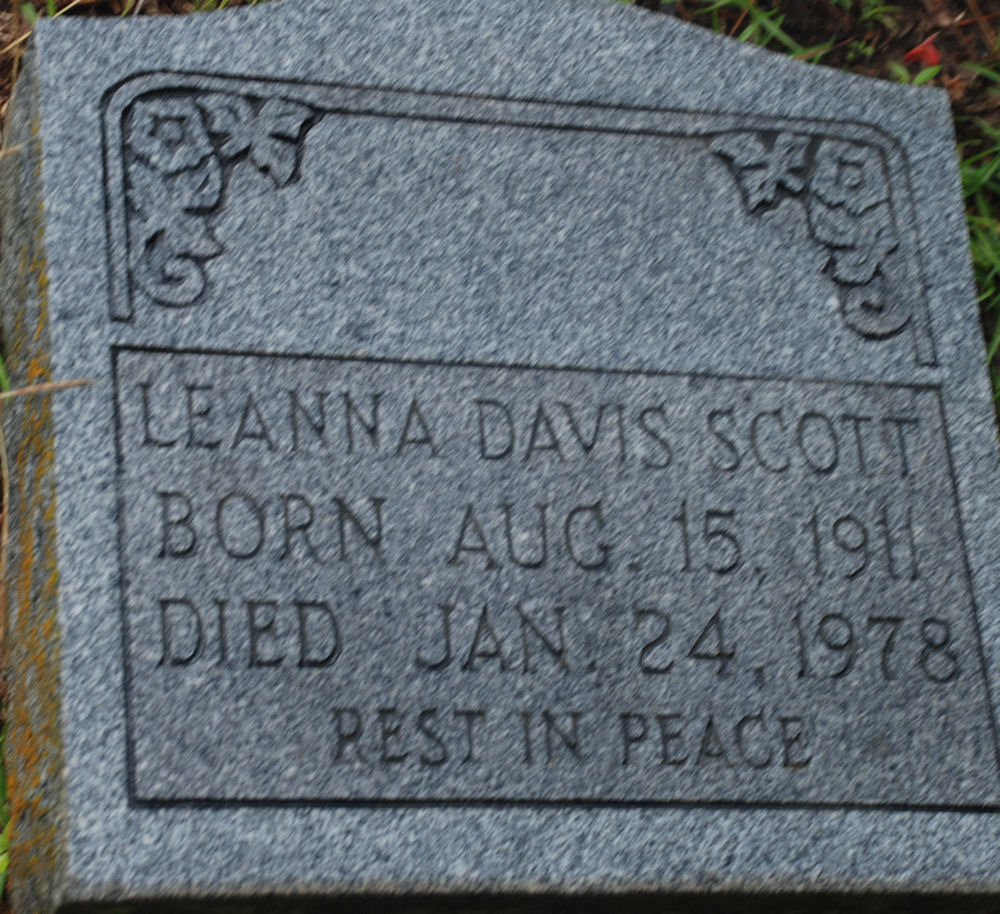 LEANNA DAVIS SCOTT
BORN AUG. 15, 1911
DIED JAN. 24, 1978
REST IN PEACE